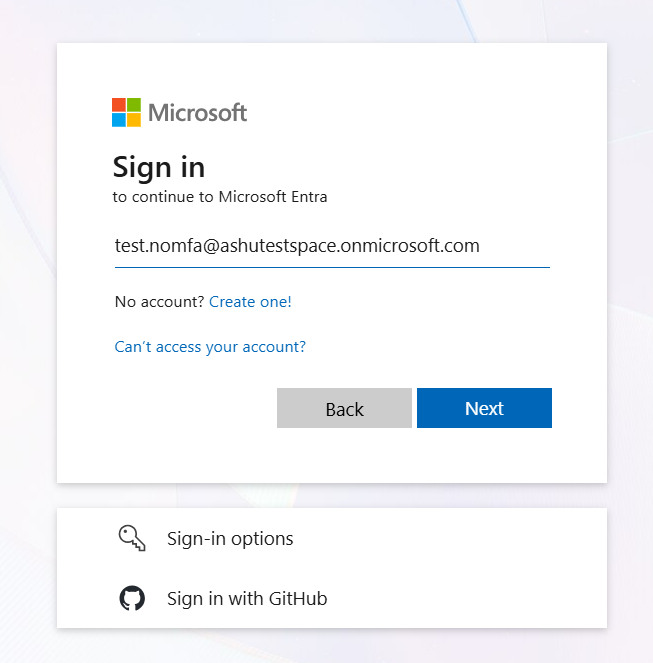 Microsoft
Sign in
to continue to Microsoft Entra
test.nomfa@ashutestspace.onmicrosoft.com
No account? Create one!
Can't access your account?
Back Next
Sign-in options
Sign in with GitHub